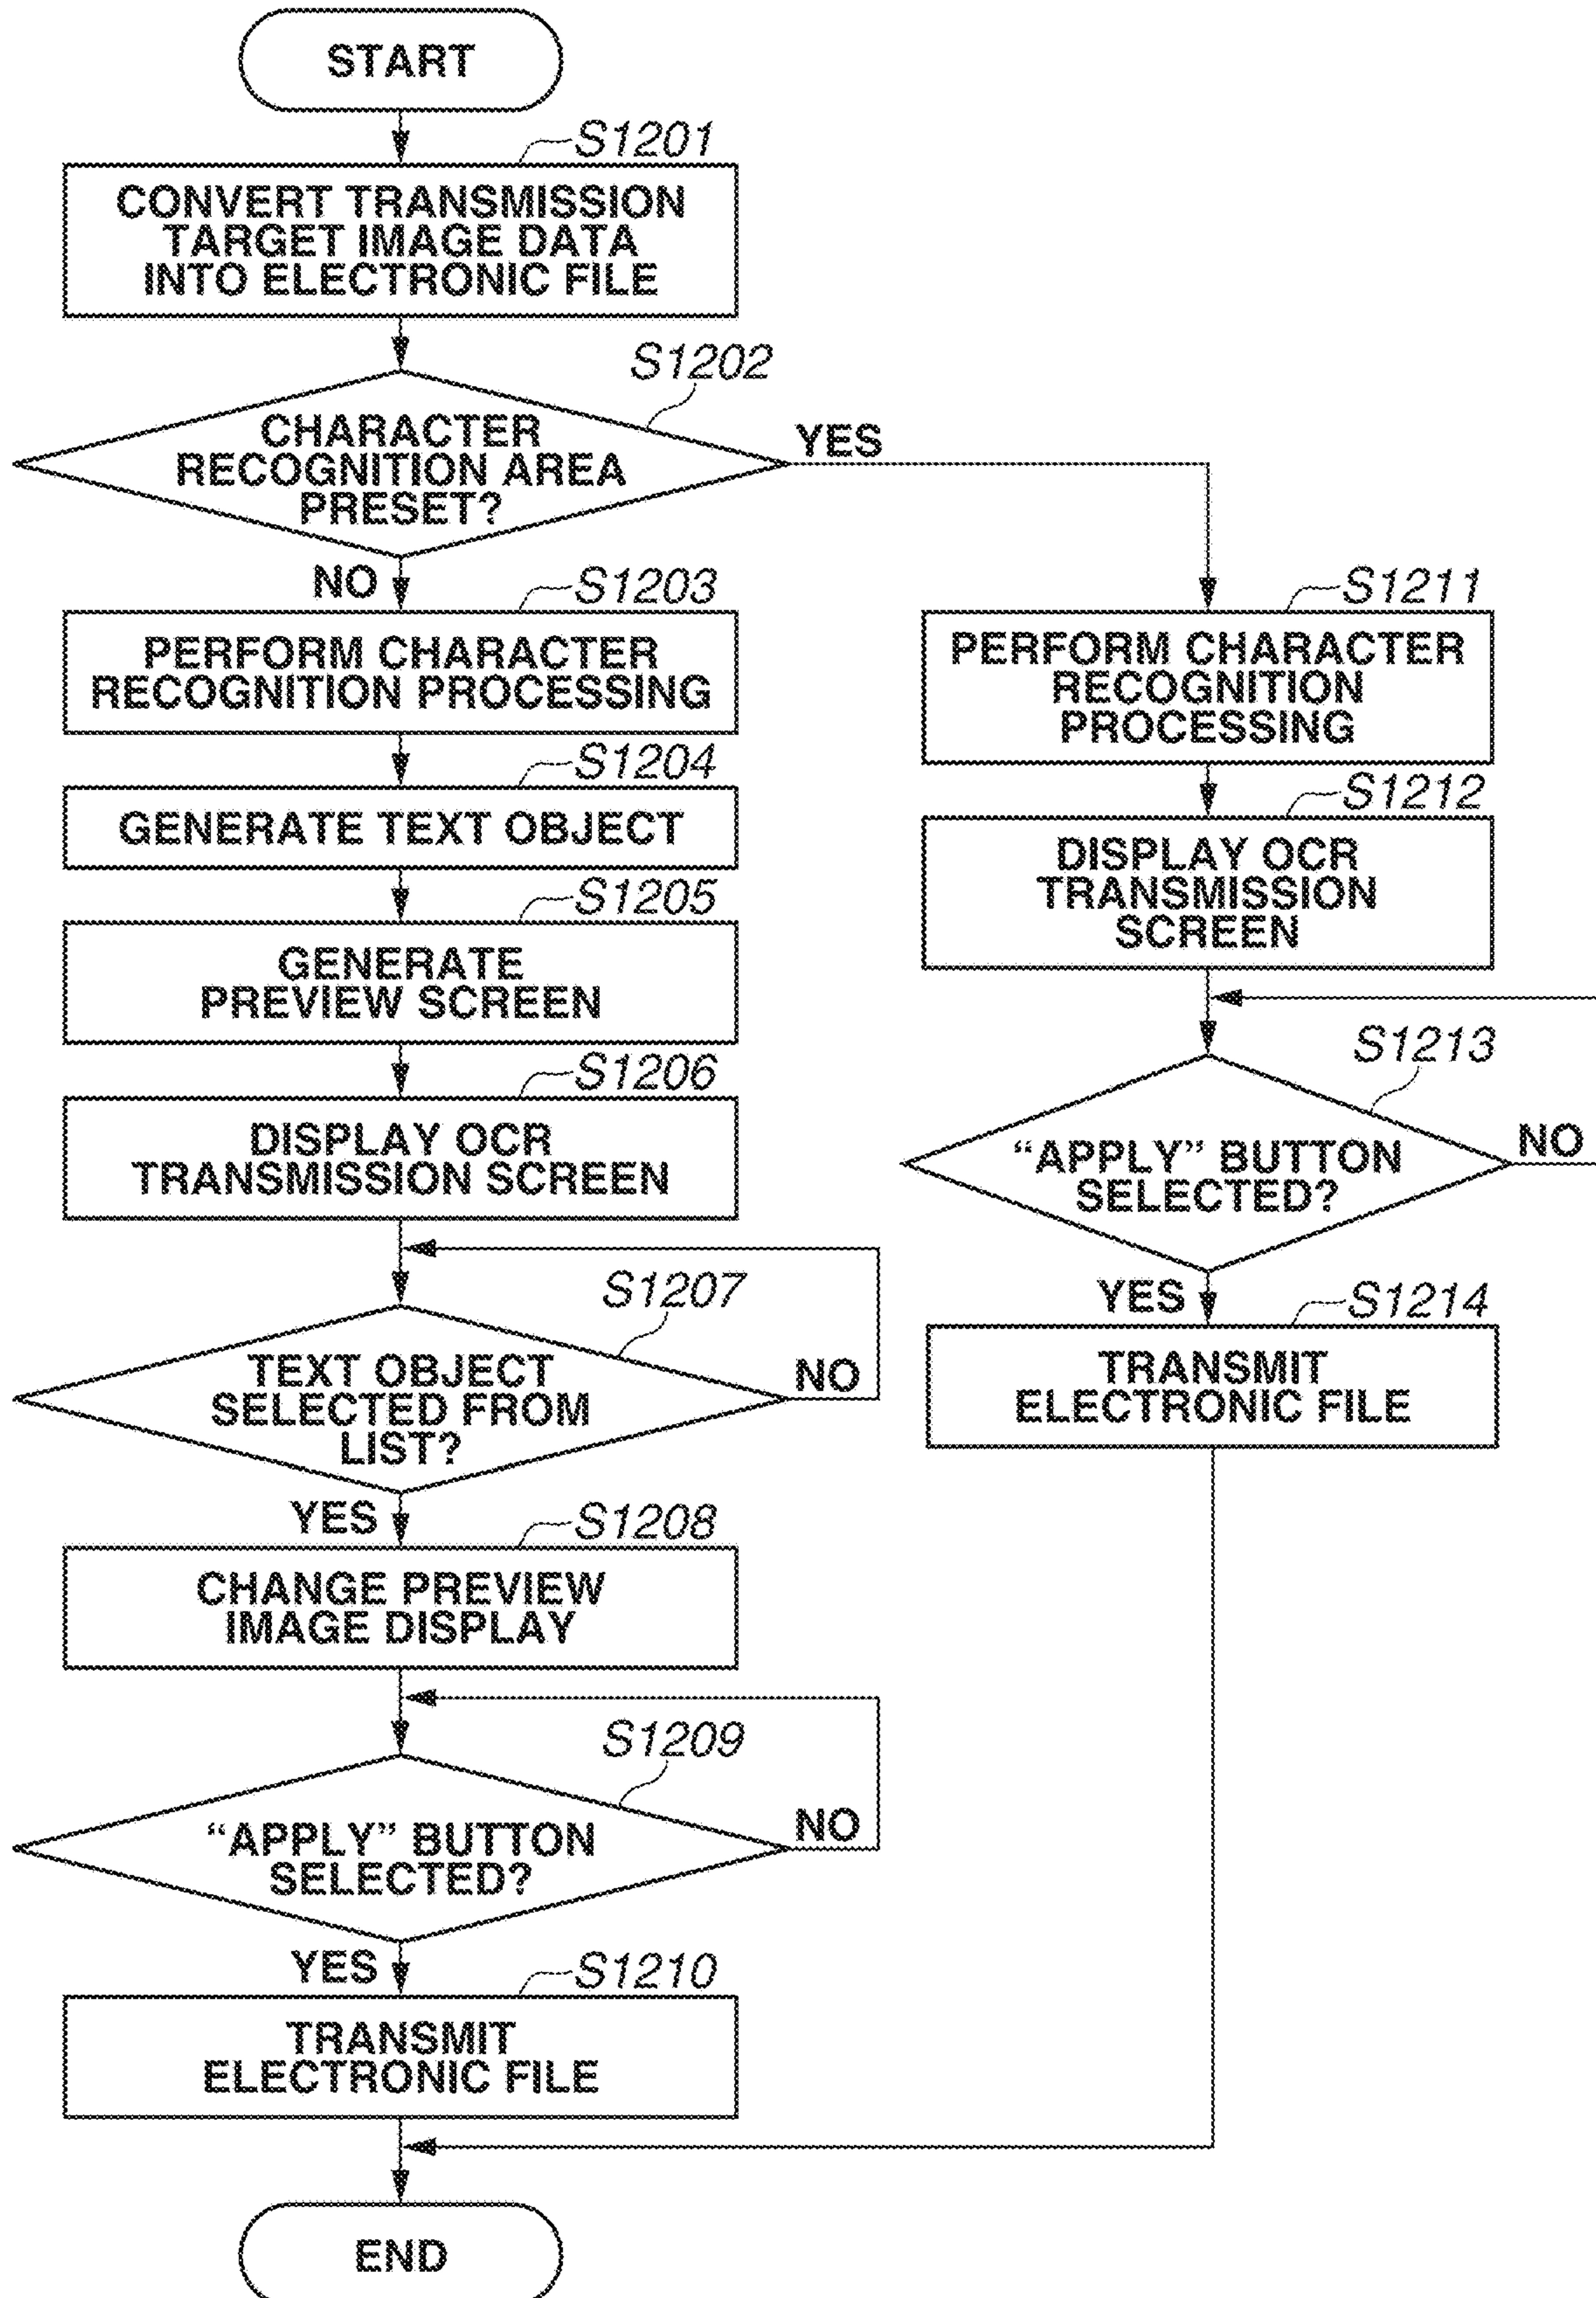 START
S1201
CONVERT TRANSMISSION
TARGET IMAGE DATA
INTO ELECTRONIC FILE
S1202
CHARACTER
RECOGNITION AREA
PRESET?
YES
NO
S1203
PERFORM CHARACTER
RECOGNITION PROCESSING
S1204
GENERATE TEXT OBJECT
S1205
GENERATE
PREVIEW SCREEN
S1206
DISPLAY OCR
TRANSMISSION SCREEN
S1207
TEXT OBJECT
SELECTED FROM
LIST?
NO
YES
S1208
CHANGE PREVIEW
IMAGE DISPLAY
S1209
“APPLY” BUTTON
SELECTED?
NO
YES
S1210
TRANSMIT
ELECTRONIC FILE
END
S1211
PERFORM CHARACTER
RECOGNITION
PROCESSING
S1212
DISPLAY OCR
TRANSMISSION
SCREEN
S1213
“APPLY” BUTTON
SELECTED?
NO
YES
S1214
TRANSMIT
ELECTRONIC FILE